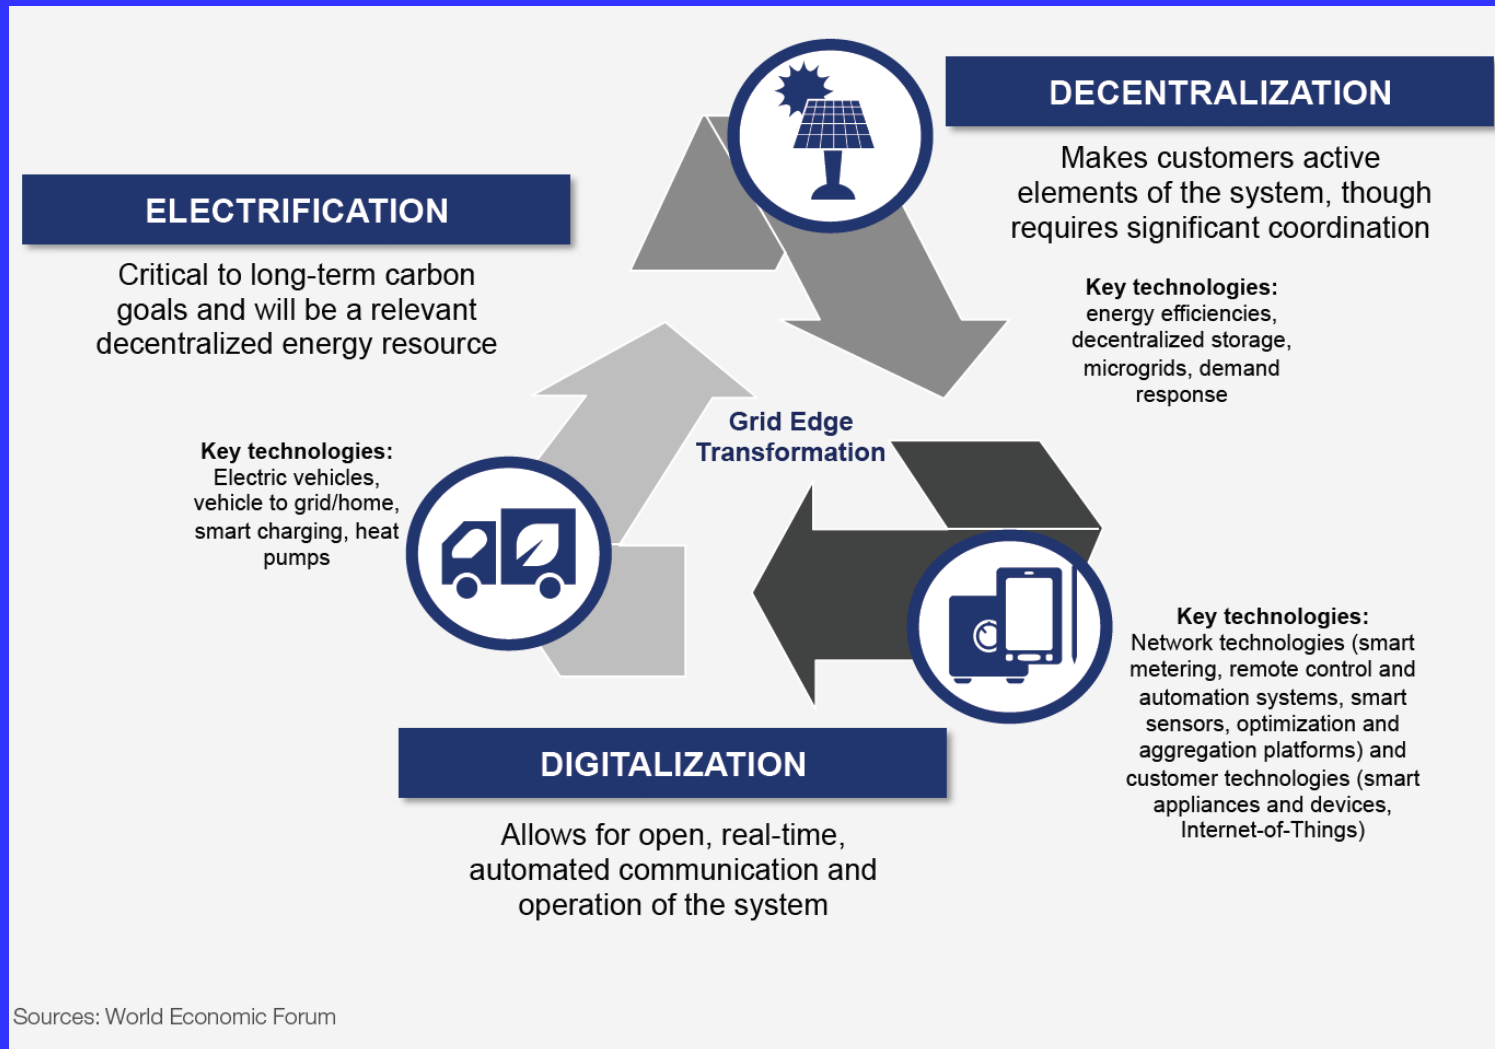 DECENTRALIZATION
Makes customers active
elements of the system, though
requires significant coordination
Key technologies:
energy efficiencies,
decentralized storage,
microgrids, demand
response
ELECTRIFICATION
Critical to long-term carbon
goals and will be a relevant
decentralized energy resource
Key technologies:
Electric vehicles,
vehicle to grid/home,
smart charging, heat
pumps
Grid Edge
Transformation
Key technologies:
Network technologies (smart
metering, remote control and
automation systems, smart
sensors, optimization and
aggregation platforms) and
customer technologies (smart
appliances and devices,
Internet-of-Things)
DIGITALIZATION
Allows for open, real-time,
automated communication and
operation of the system
Sources: World Economic Forum